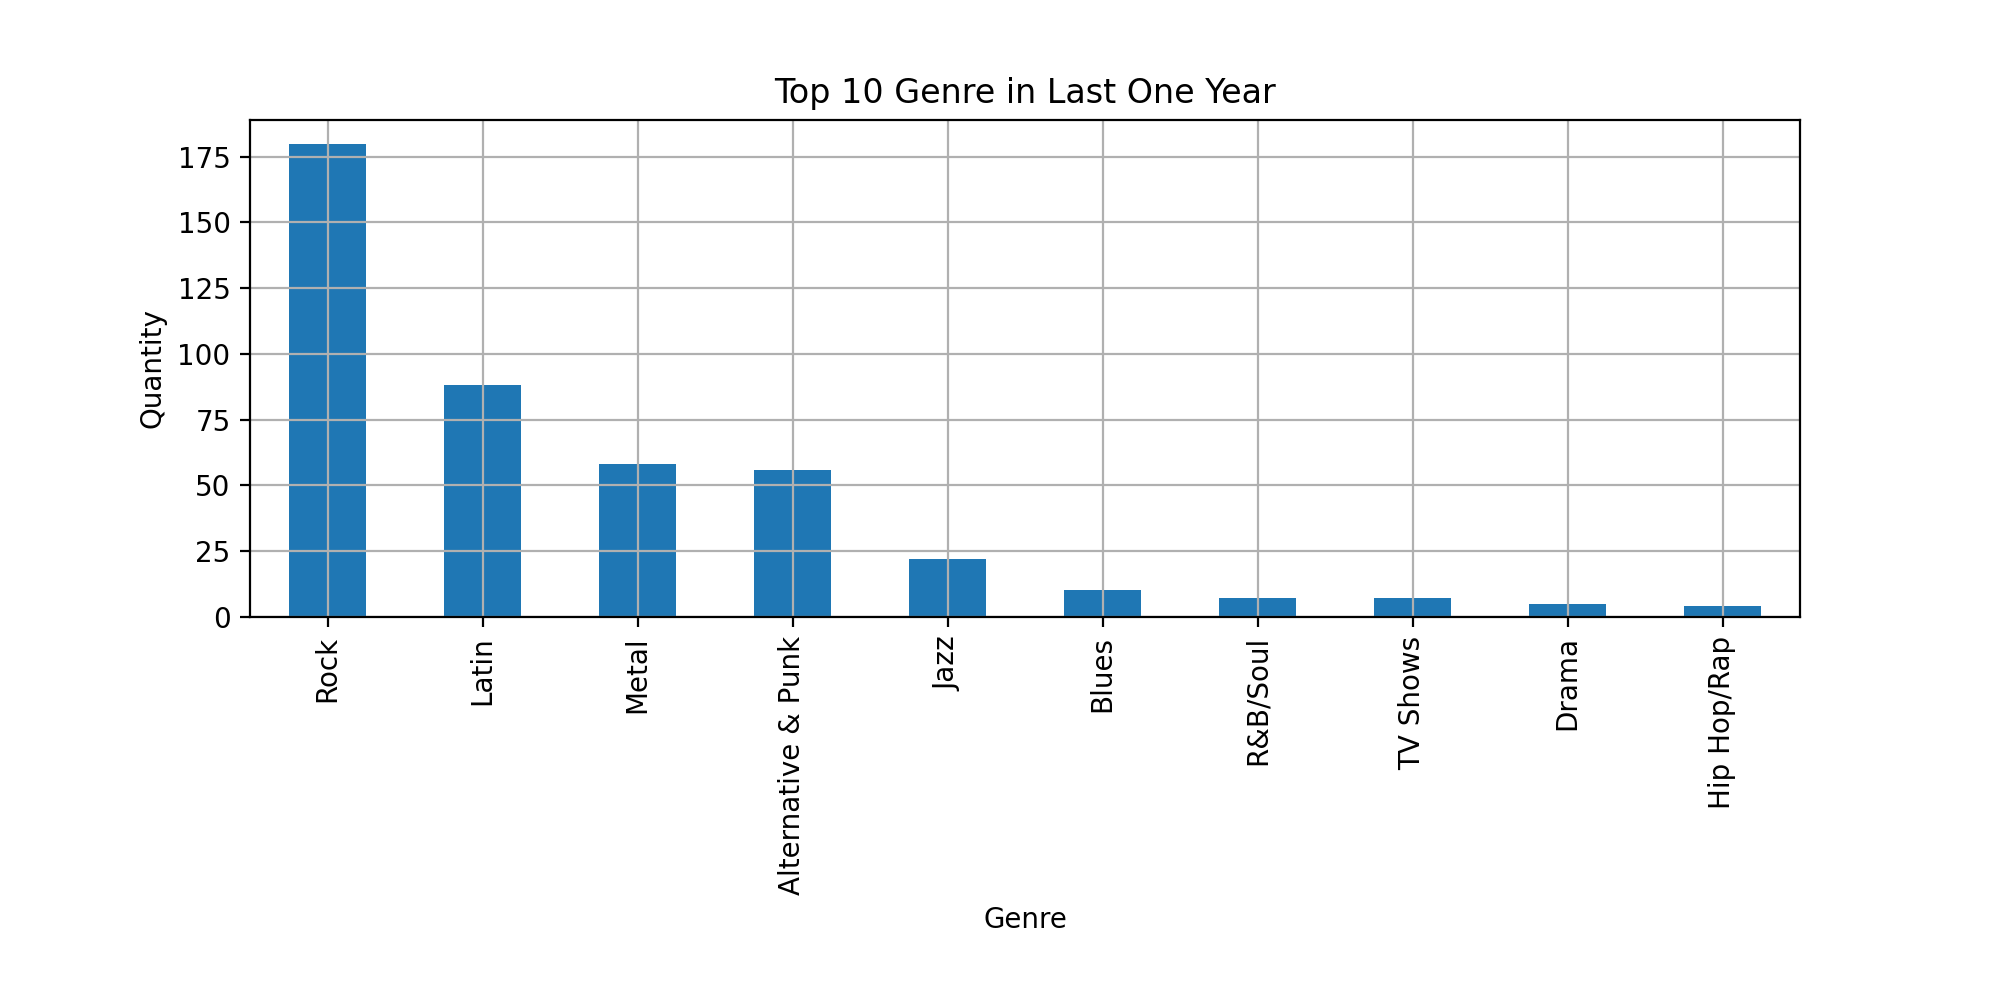 Top 10 Genre in Last One Year
Quantity
175
150
125
100
75
50
25
0
Rock
Latin
Metal
Alternative & Punk
Jazz
Blues
R&B/Soul
TV Shows
Drama
Hip Hop/Rap
Genre